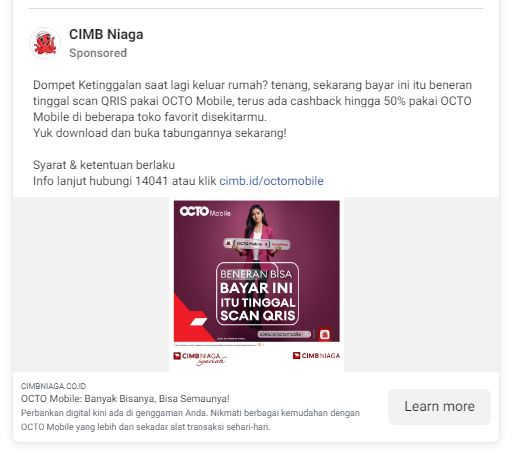 CIMB Niaga
Sponsored
Dompet Ketinggalan saat lagi keluar rumah? tenang, sekarang bayar ini itu beneran
tinggal scan QRIS pakai OCTO Mobile, terus ada cashback hingga 50% pakai OCTO
Mobile di beberapa toko favorit disekitarmu.
Yuk download dan buka tabungannya sekarang!
Syarat & ketentuan berlaku
Info lanjut hubungi 14041 atau klik cimb.id/octomobile
OCTO Mobile
OCTO Mobile
BENERAN BISA
BAYAR INI
ITU TINGGAL
SCAN QRIS
cimb.id/octomobile
CIMB NIAGA syariah
CIMB NIAGA
CIMBNIAGA.CO.ID
OCTO Mobile: Banyak Bisanya, Bisa Semaunya!
Perbankan digital kini ada di genggaman Anda. Nikmati berbagai kemudahan dengan
OCTO Mobile yang lebih dari sekadar alat transaksi sehari-hari.
Learn more